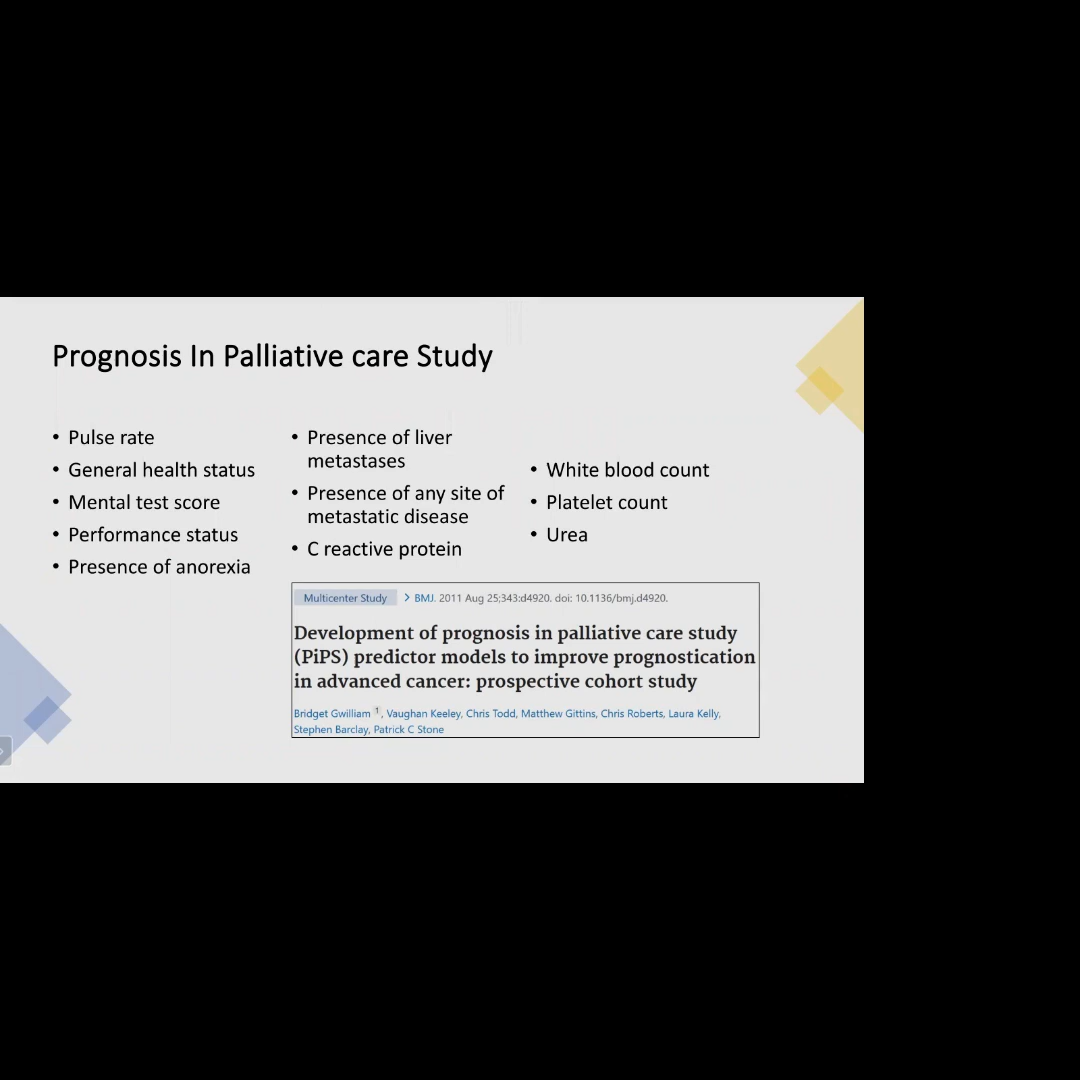 Prognosis In Palliative care Study
• Pulse rate
• General health status
• Mental test score
• Performance status
• Presence of anorexia
• Presence of liver
metastases
• Presence of any site of
metastatic disease
• C reactive protein
• White blood count
• Platelet count
• Urea
Multicenter Study > BMJ. 2011 Aug 25;343:d4920. doi: 10.1136/bmj.d4920.
Development of prognosis in palliative care study
(PiPS) predictor models to improve prognostication
in advanced cancer: prospective cohort study
Bridget Gwilliam 1, Vaughan Keeley, Chris Todd, Matthew Gittins, Chris Roberts, Laura Kelly,
Stephen Barclay, Patrick C Stone